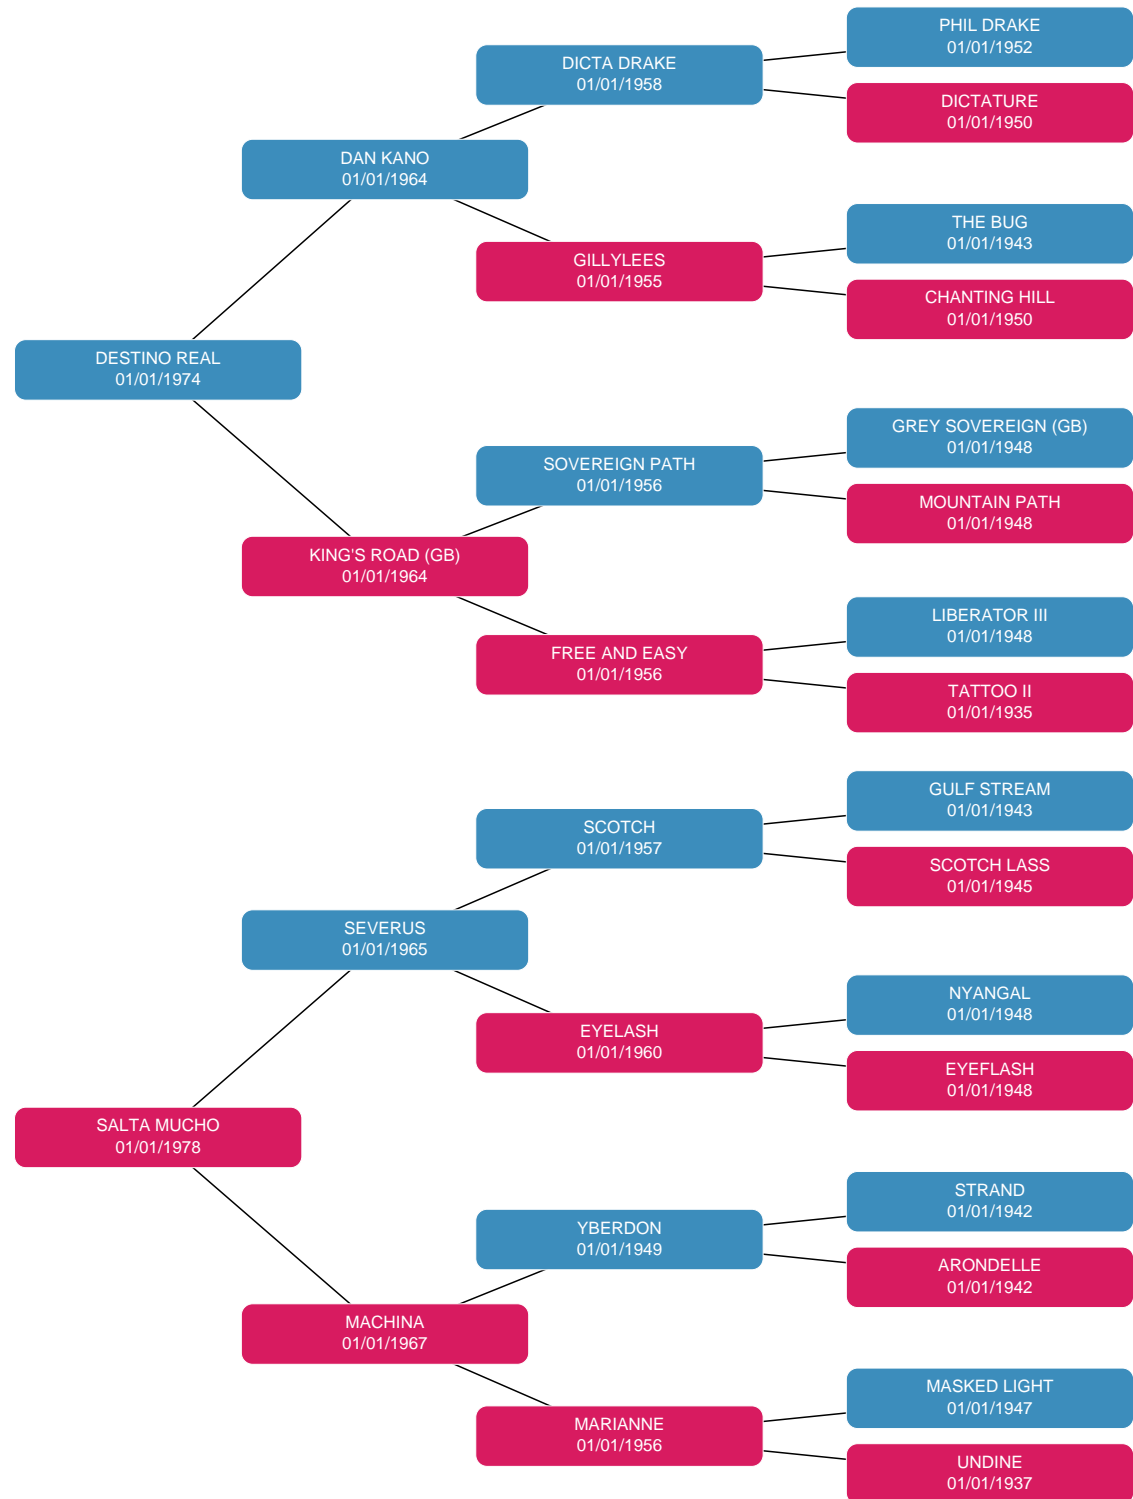 PHIL DRAKE
01/01/1952
DICTA DRAKE
01/01/1958
DICTATURE
01/01/1950
DAN KANO
01/01/1964
THE BUG
01/01/1943
GILLYLEES
01/01/1955
CHANTING HILL
01/01/1950
DESTINO REAL
01/01/1974
GREY SOVEREIGN (GB)
01/01/1948
SOVEREIGN PATH
01/01/1956
MOUNTAIN PATH
01/01/1948
KING'S ROAD (GB)
01/01/1964
LIBERATOR III
01/01/1948
FREE AND EASY
01/01/1956
TATTOO II
01/01/1935
GULF STREAM
01/01/1943
SCOTCH
01/01/1957
SCOTCH LASS
01/01/1945
SEVERUS
01/01/1965
NYANGAL
01/01/1948
EYELASH
01/01/1960
EYEFLASH
01/01/1948
SALTA MUCHO
01/01/1978
STRAND
01/01/1942
YBERDON
01/01/1949
ARONDELLE
01/01/1942
MACHINA
01/01/1967
MASKED LIGHT
01/01/1947
MARIANNE
01/01/1956
UNDINE
01/01/1937